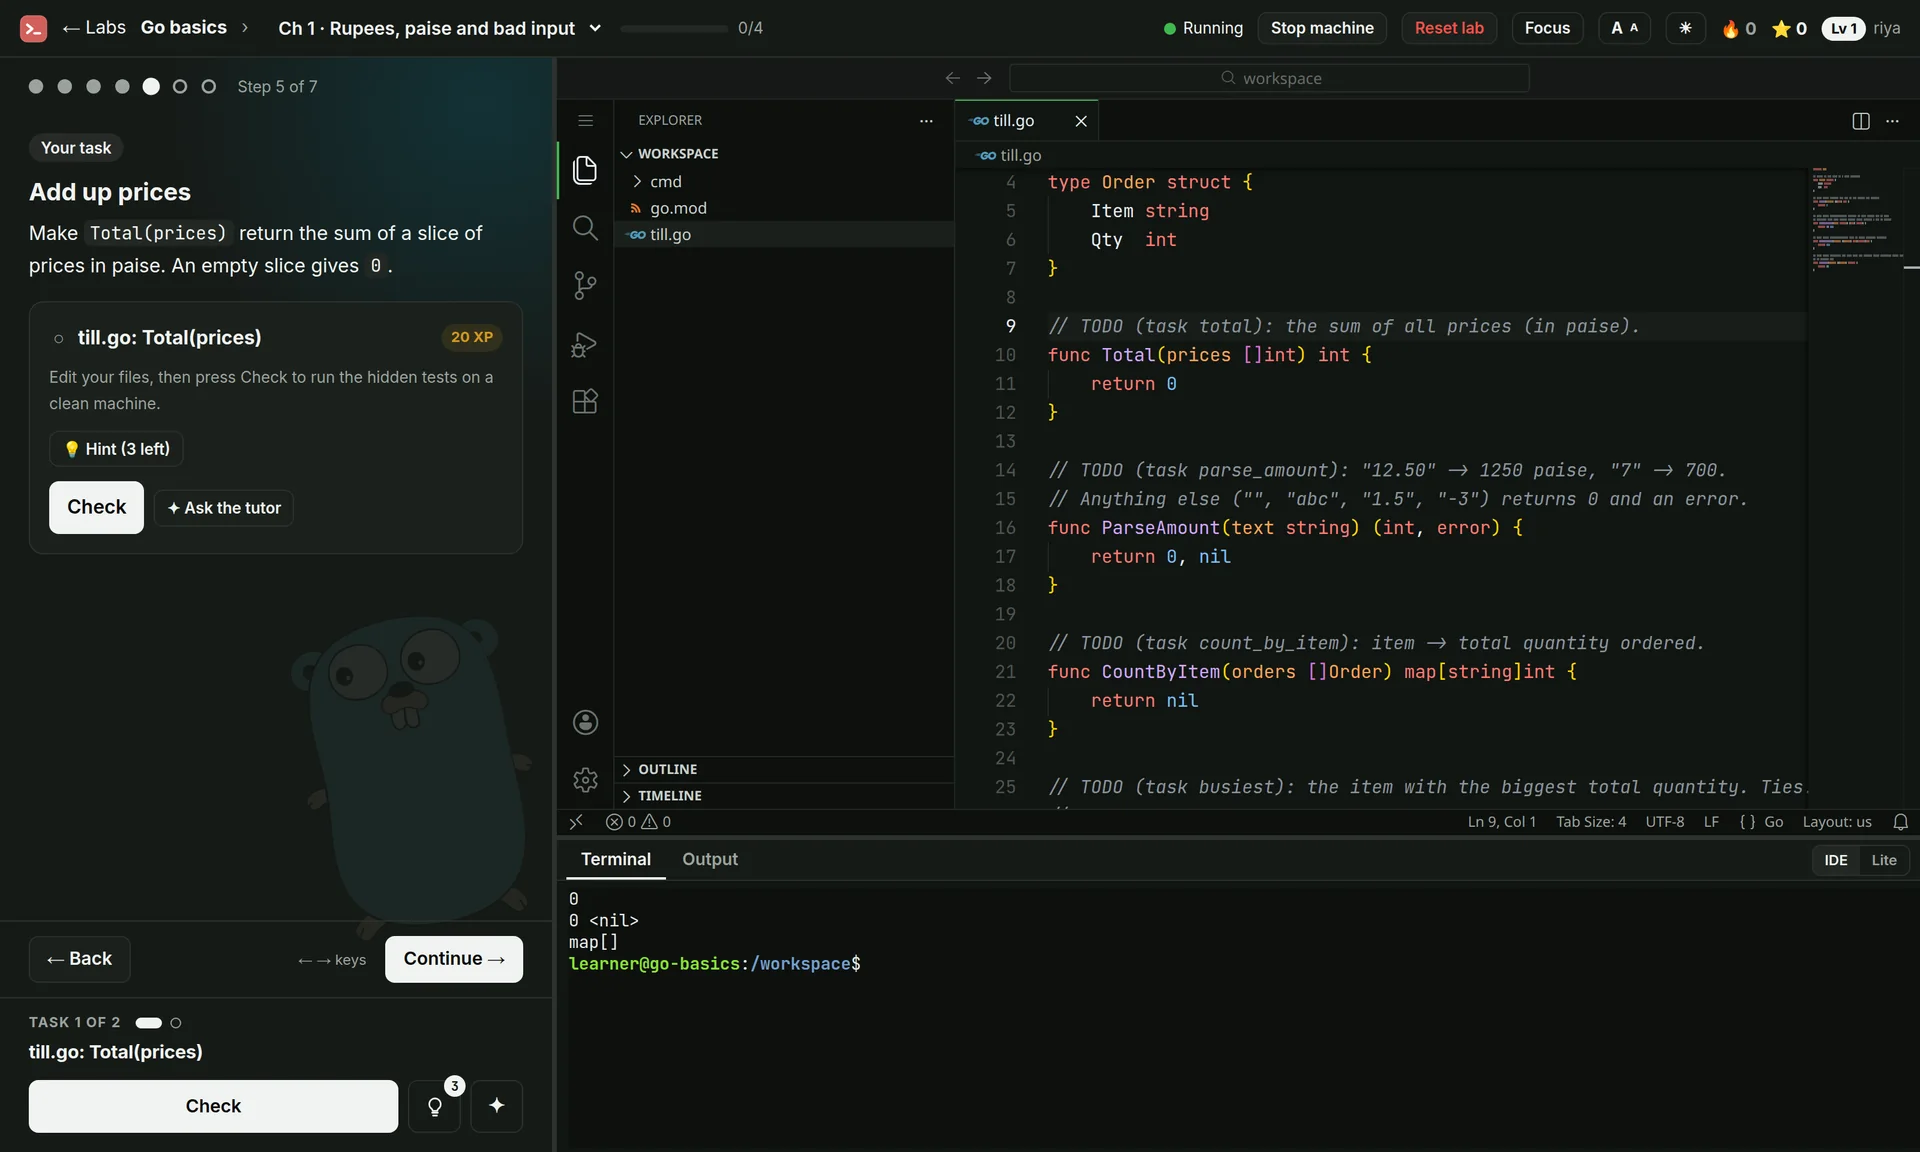 ← Labs Go basics › Ch 1 · Rupees, paise and bad input 0/4
Running Stop machine Reset lab Focus A A 🔥 0 ⭐ 0 Lv 1 riya
Step 5 of 7
Your task
Add up prices
Make Total(prices) return the sum of a slice of
prices in paise. An empty slice gives 0.
till.go: Total(prices) 20 XP
Edit your files, then press Check to run the hidden tests on a
clean machine.
💡 Hint (3 left)
Check ✦ Ask the tutor
← Back ← → keys Continue →
TASK 1 OF 2
till.go: Total(prices)
Check 3
workspace
EXPLORER
WORKSPACE
cmd
go.mod
till.go
OUTLINE
TIMELINE
till.go
till.go
4 type Order struct {
5 Item string
6 Qty int
7 }
8
9 // TODO (task total): the sum of all prices (in paise).
10 func Total(prices []int) int {
11 return 0
12 }
13
14 // TODO (task parse_amount): "12.50" → 1250 paise, "7" → 700.
15 // Anything else ("", "abc", "1.5", "-3") returns 0 and an error.
16 func ParseAmount(text string) (int, error) {
17 return 0, nil
18 }
19
20 // TODO (task count_by_item): item → total quantity ordered.
21 func CountByItem(orders []Order) map[string]int {
22 return nil
23 }
24
25 // TODO (task busiest): the item with the biggest total quantity. Ties
0 0 Ln 9, Col 1 Tab Size: 4 UTF-8 LF {} Go Layout: us
Terminal Output IDE Lite
0
0 <nil>
map[]
learner@go-basics:/workspace$